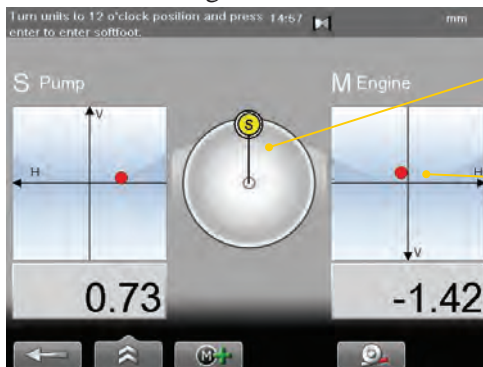 Turn units to 12 o'clock position and press 14:57 mm
enter to enter softfoot.
S Pump
M Engine
V
S
H
H
V
0.73
-1.42
M+